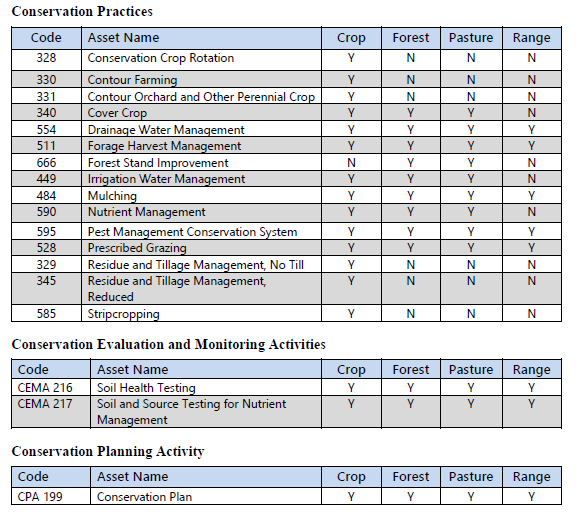 Conservation Practices
Code Asset Name Crop Forest Pasture Range
328 Conservation Crop Rotation Y N N N
330 Contour Farming Y N N N
331 Contour Orchard and Other Perennial Crop Y N N N
340 Cover Crop Y Y Y N
554 Drainage Water Management Y Y Y Y
511 Forage Harvest Management Y Y Y Y
666 Forest Stand Improvement N Y Y N
449 Irrigation Water Management Y Y Y N
484 Mulching Y Y Y Y
590 Nutrient Management Y Y Y N
595 Pest Management Conservation System Y Y Y Y
528 Prescribed Grazing Y Y Y Y
329 Residue and Tillage Management, No Till Y N N N
345 Residue and Tillage Management, Y N N N
Reduced
585 Stripcropping Y N N N
Conservation Evaluation and Monitoring Activities
Code Asset Name Crop Forest Pasture Range
CEMA 216 Soil Health Testing Y Y Y Y
CEMA 217 Soil and Source Testing for Nutrient Y Y Y Y
Management
Conservation Planning Activity
Code Asset Name Crop Forest Pasture Range
CPA 199 Conservation Plan Y Y Y Y